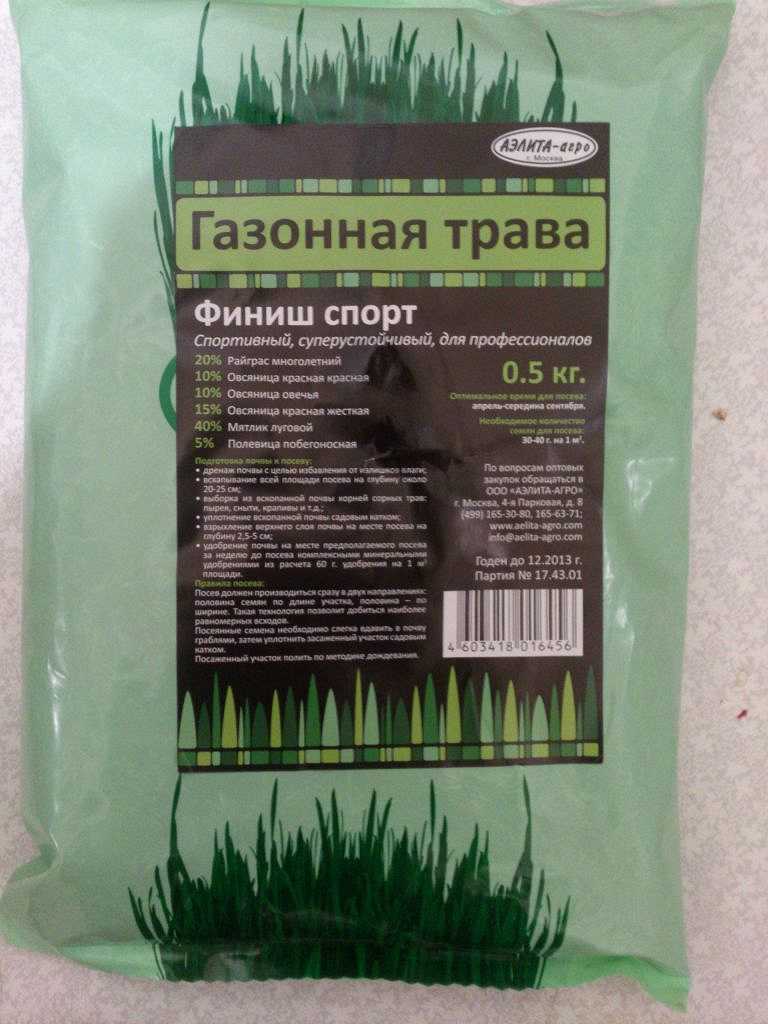 АЭЛИТА-агро
г. Москва
Газонная трава
Финиш спорт
Спортивный, суперустойчивый, для профессионалов
20% Райграс многолетний
10% Овсяница красная красная
10% Овсяница овечья
15% Овсяница красная жесткая
40% Мятлик луговой
5% Полевица побегоносная
0.5 кг.
Оптимальное время для посева:
апрель-середина сентября.
Необходимое количество
семян для посева:
30-40 г. на 1 м².
Подготовка почвы к посеву:
• дренаж почвы с целью избавления от излишков влаги;
• вскапывание всей площади посева на глубину около
20-25 см;
• выборка из вскопанной почвы корней сорных трав:
пырея, сныти, крапивы и т.д.;
• уплотнение вскопанной почвы садовым катком;
• взрыхление верхнего слоя почвы на месте посева на
глубину 2,5-5 см;
• удобрение почвы на месте предполагаемого посева
за неделю до посева комплексными минеральными
удобрениями из расчета 60 г. удобрения на 1 м²
площади.
Правила посева:
Посев должен производиться сразу в двух направлениях:
половина семян по длине участка, половина – по
ширине. Такая технология позволит добиться наиболее
равномерных всходов.
Посеянные семена необходимо слегка вдавить в почву
граблями, затем уплотнить засаженный участок садовым
катком.
Посаженный участок полить по методике дождевания.
По вопросам оптовых
закупок обращаться в
ООО «АЭЛИТА-АГРО»
г. Москва, 4-я Парковая, д. 8
(499) 165-30-80, 165-63-71;
www.aelita-agro.com
info@aelita-agro.com
Годен до 12.2013 г.
Партия № 17.43.01
4 603418 016456